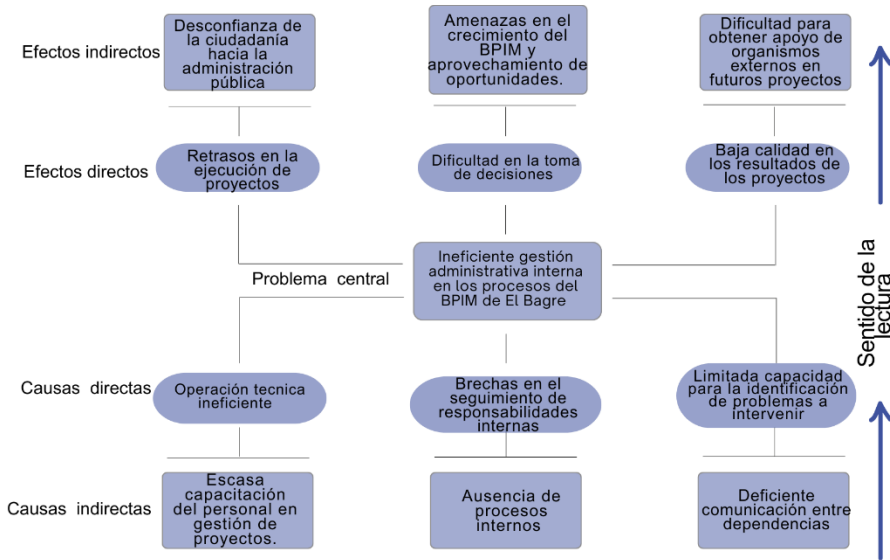 Efectos indirectos
Desconfianza de
la ciudadanía
hacia la
administración
pública
Amenazas en el
crecimiento del
BPIM y
aprovechamiento de
oportunidades.
Dificultad para
obtener apoyo de
organismos
externos en
futuros proyectos
Efectos directos
Retrasos en la
ejecución de
proyectos
Dificultad en la toma
de decisiones
Baja calidad en
los resultados de
los proyectos
Problema central
Ineficiente gestión
administrativa interna
en los procesos del
BPIM de El Bagre
Sentido de la
lectura
Causas directas
Operación tecnica
ineficiente
Brechas en el
seguimiento de
responsabilidades
internas
Limitada capacidad
para la identificación
de problemas a
intervenir
Causas indirectas
Escasa
capacitación
del personal en
gestión de
proyectos.
Ausencia de
procesos
internos
Deficiente
comunicación entre
dependencias